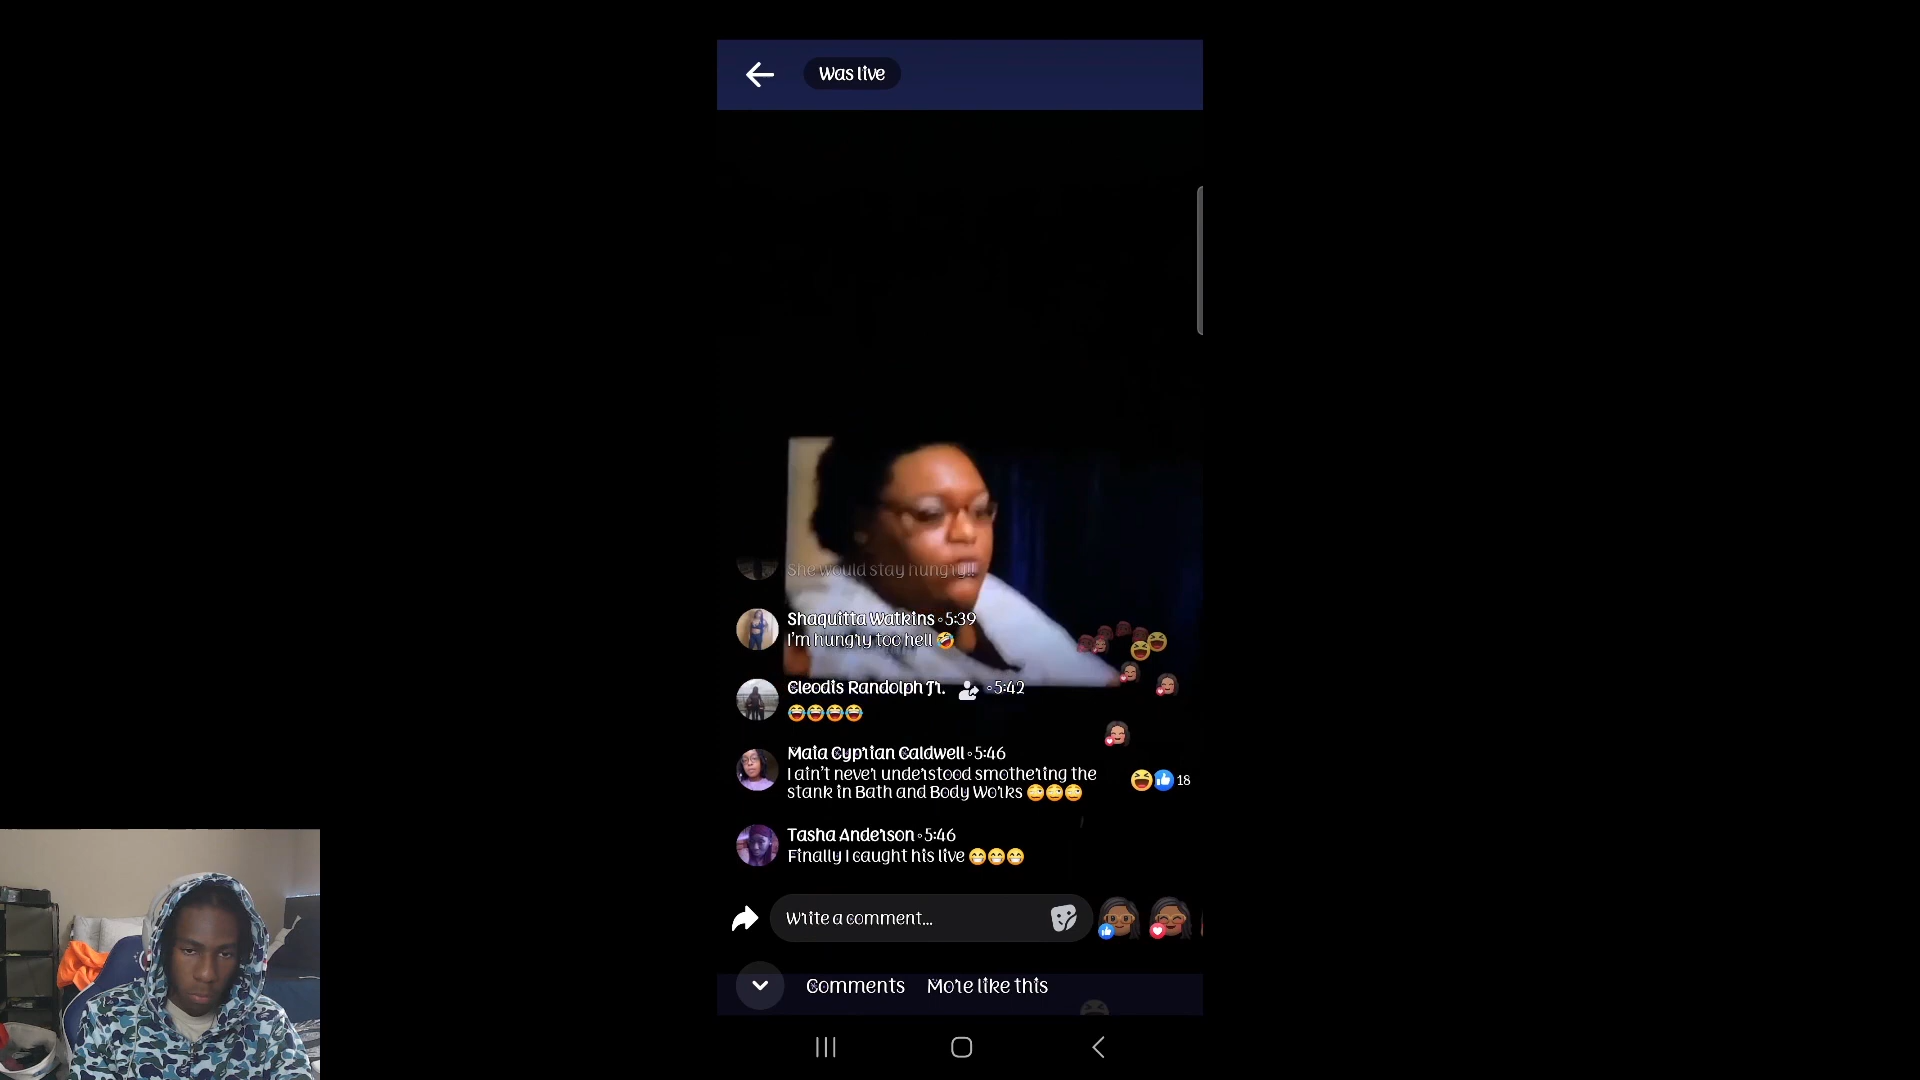 Was live
She would stay hungry!!
Shaquitta Watkins • 5:39
I'm hungry too hell 🤣
Cleodis Randolph Jr. • 5:42
😂😂😂😂
Maia Cyprian Caldwell • 5:46
I ain't never understood smothering the
stank in Bath and Body Works 🙄🙄🙄
18
Tasha Anderson • 5:46
Finally I caught his live 😁😁😁
Write a comment...
Comments More like this